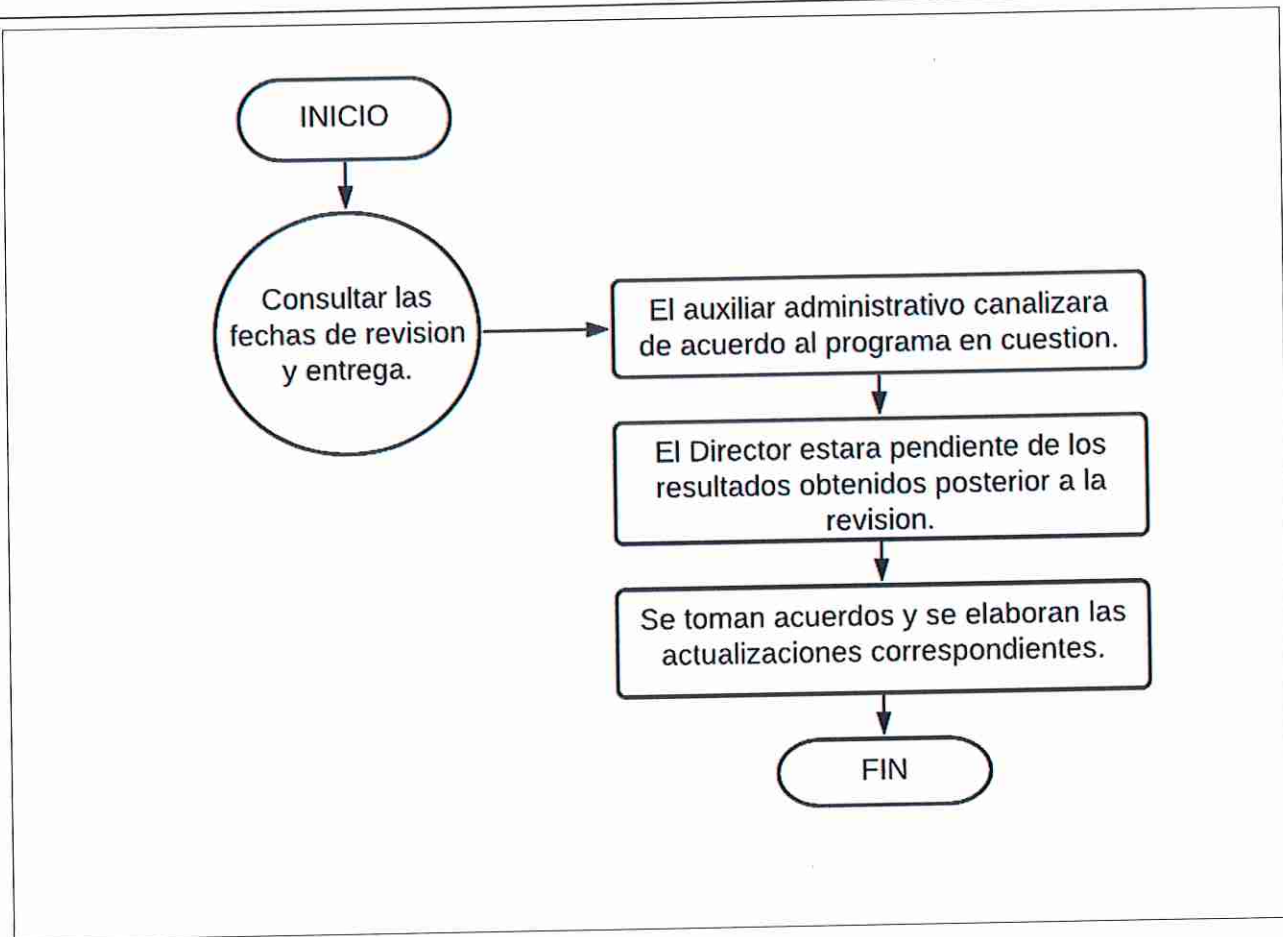 INICIO
Consultar las
fechas de revision
y entrega.
El auxiliar administrativo canalizara
de acuerdo al programa en cuestion.
El Director estara pendiente de los
resultados obtenidos posterior a la
revision.
Se toman acuerdos y se elaboran las
actualizaciones correspondientes.
FIN